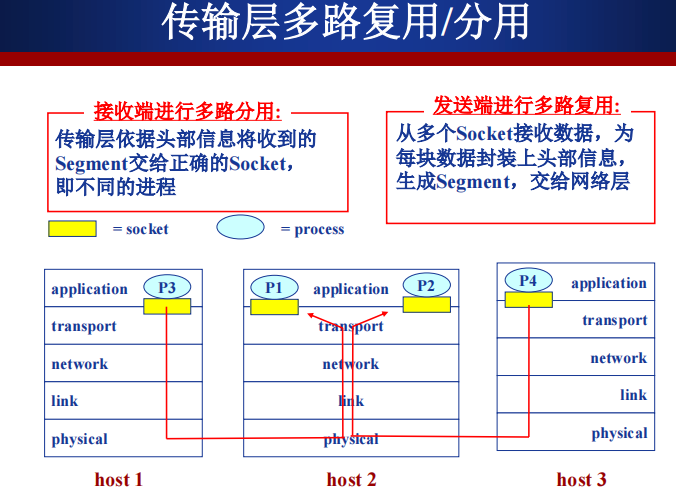 传输层多路复用/分用
接收端进行多路分用:
传输层依据头部信息将收到的
Segment交给正确的Socket，
即不同的进程
发送端进行多路复用:
从多个Socket接收数据，为
每块数据封装上头部信息，
生成Segment，交给网络层
= socket
= process
application
P3
transport
network
link
physical
host 1
P1
application
P2
transport
network
link
physical
host 2
P4
application
transport
network
link
physical
host 3